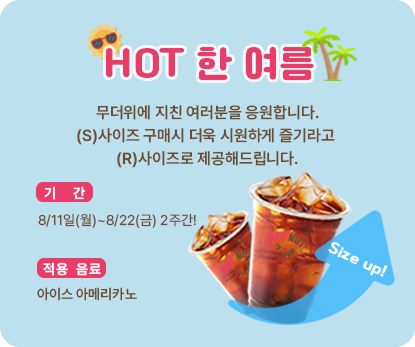 HOT 한 여름
무더위에 지친 여러분을 응원합니다.
(S)사이즈 구매시 더욱 시원하게 즐기라고
(R)사이즈로 제공해드립니다.
기 간
8/11일(월)~8/22(금) 2주간!
적용 음료
아이스 아메리카노
Size up!